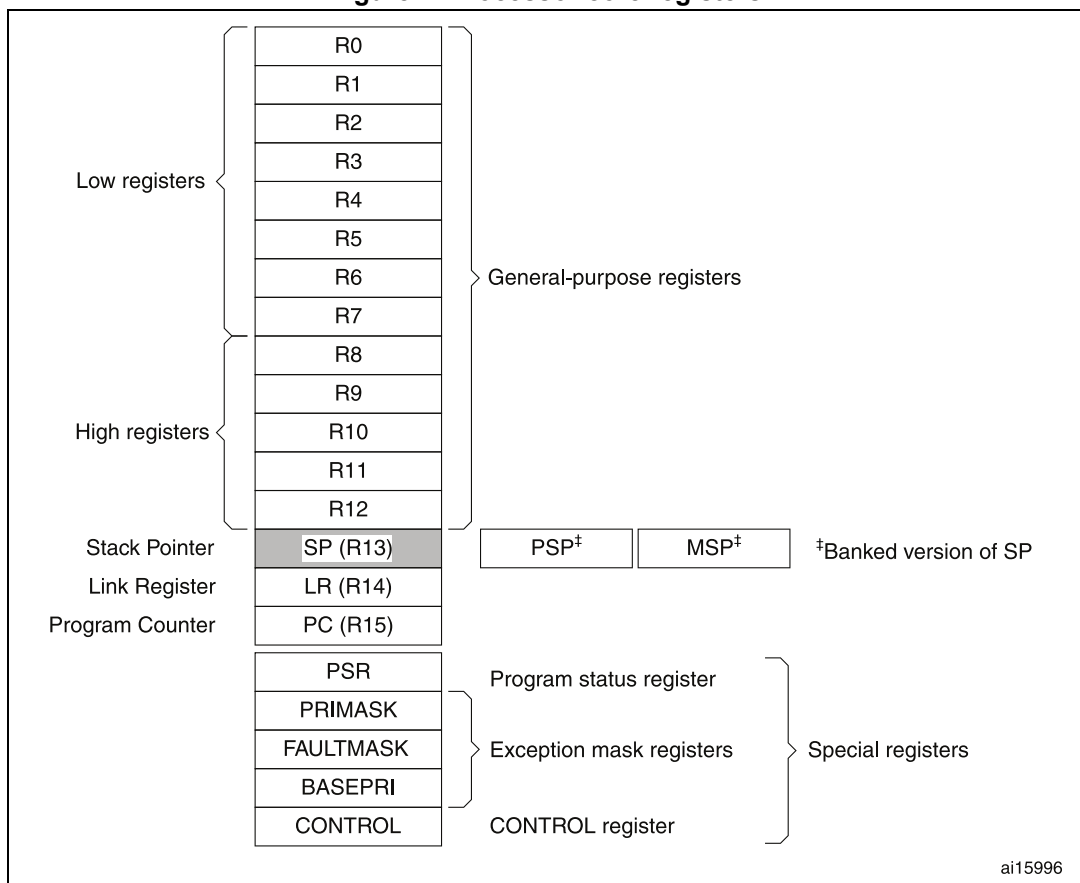 R0
R1
R2
R3
Low registers
R4
R5
R6
General-purpose registers
R7
R8
R9
High registers
R10
R11
R12
Stack Pointer SP (R13) PSP‡ MSP‡ ‡Banked version of SP
Link Register LR (R14)
Program Counter PC (R15)
PSR Program status register
PRIMASK
FAULTMASK Exception mask registers Special registers
BASEPRI
CONTROL CONTROL register
ai15996